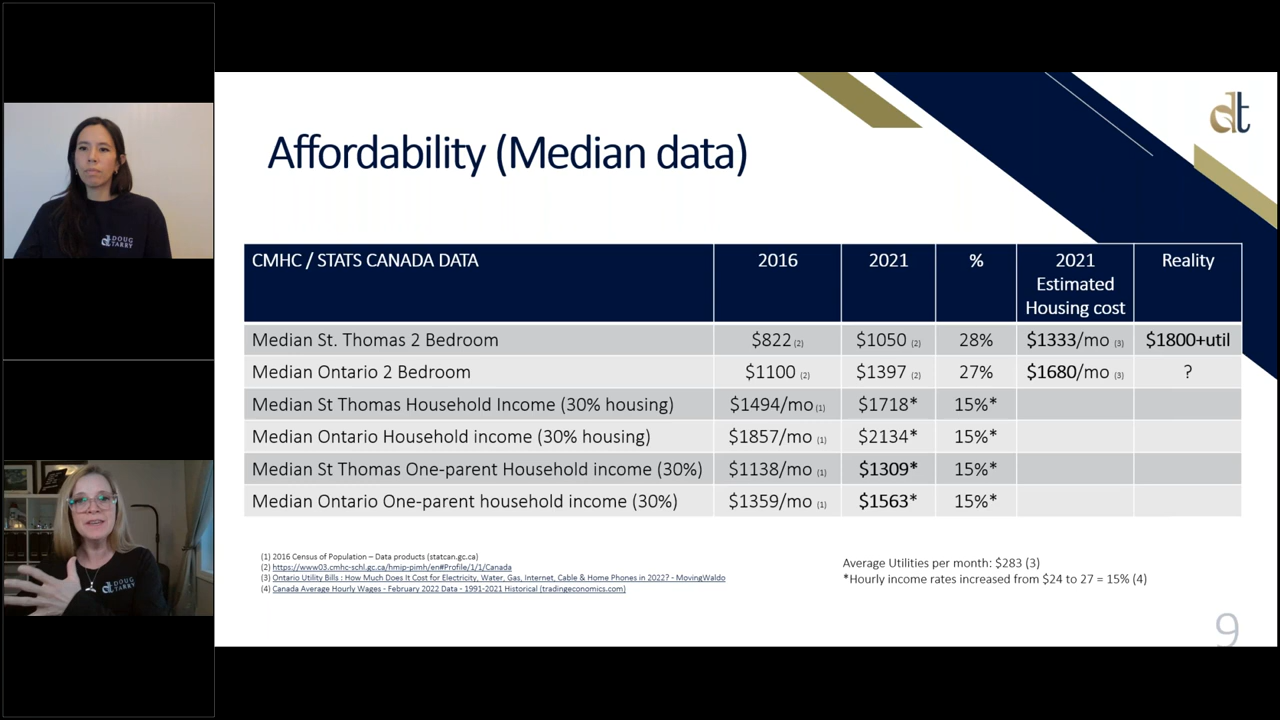 dt
Affordability (Median data)
CMHC / STATS CANADA DATA 2016 2021 % 2021 Estimated Housing cost Reality
Median St. Thomas 2 Bedroom $822 (2) $1050 (2) 28% $1333/mo (3) $1800+util
Median Ontario 2 Bedroom $1100 (2) $1397 (2) 27% $1680/mo (3) ?
Median St Thomas Household Income (30% housing) $1494/mo (1) $1718* 15%*
Median Ontario Household income (30% housing) $1857/mo (1) $2134* 15%*
Median St Thomas One-parent Household income (30%) $1138/mo (1) $1309* 15%*
Median Ontario One-parent household income (30%) $1359/mo (1) $1563* 15%*
(1) 2016 Census of Population – Data products (statcan.gc.ca)
(2) https://www03.cmhc-schl.gc.ca/hmip-pimh/en#Profile/1/1/Canada
(3) Ontario Utility Bills : How Much Does It Cost for Electricity, Water, Gas, Internet, Cable & Home Phones in 2022? - MovingWaldo
(4) Canada Average Hourly Wages - February 2022 Data - 1991-2021 Historical (tradingeconomics.com)
Average Utilities per month: $283 (3)
*Hourly income rates increased from $24 to 27 = 15% (4)
9
dt DOUG
TARRY
dt DOUG
TARRY